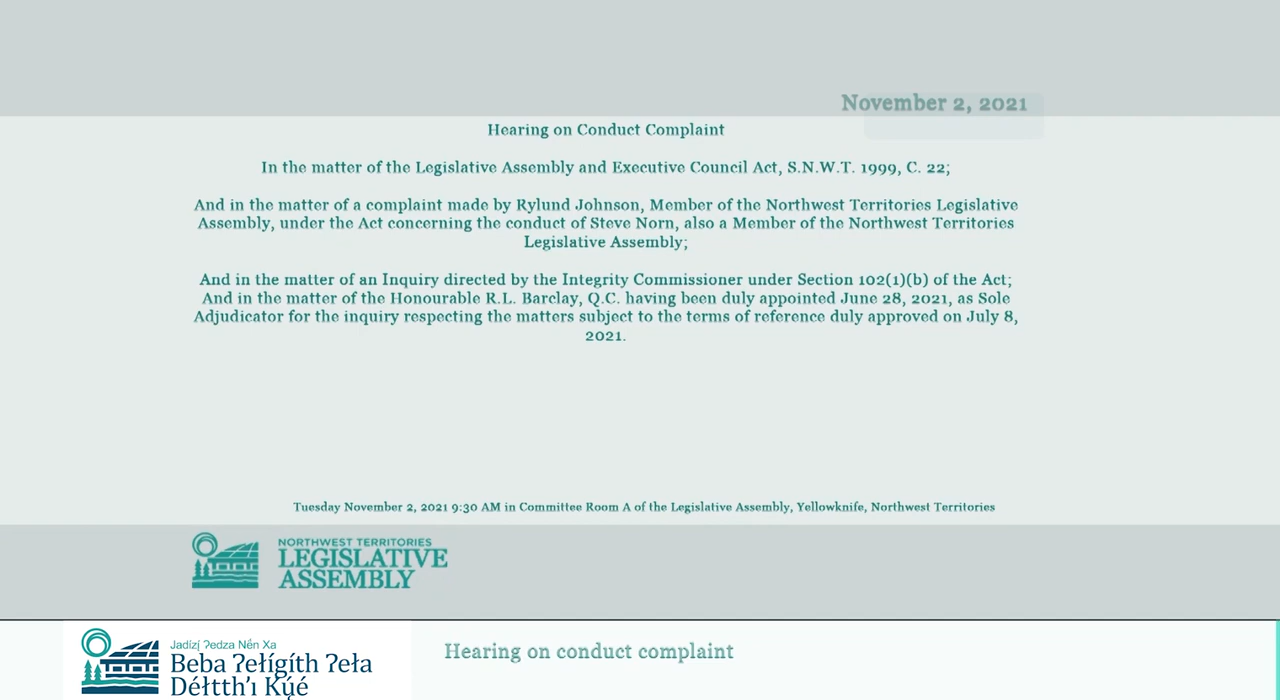 November 2, 2021
Hearing on Conduct Complaint
In the matter of the Legislative Assembly and Executive Council Act, S.N.W.T. 1999, C. 22;
And in the matter of a complaint made by Rylund Johnson, Member of the Northwest Territories Legislative
Assembly, under the Act concerning the conduct of Steve Norn, also a Member of the Northwest Territories
Legislative Assembly;
And in the matter of an Inquiry directed by the Integrity Commissioner under Section 102(1)(b) of the Act;
And in the matter of the Honourable R.L. Barclay, Q.C. having been duly appointed June 28, 2021, as Sole
Adjudicator for the inquiry respecting the matters subject to the terms of reference duly approved on July 8,
2021.
Tuesday November 2, 2021 9:30 AM in Committee Room A of the Legislative Assembly, Yellowknife, Northwest Territories
NORTHWEST TERRITORIES
LEGISLATIVE
ASSEMBLY
Jadízį Ɂedza Nę́n Xa
Beba Ɂełígíth Ɂeła
Déłtth'ı Kų́é
Hearing on conduct complaint